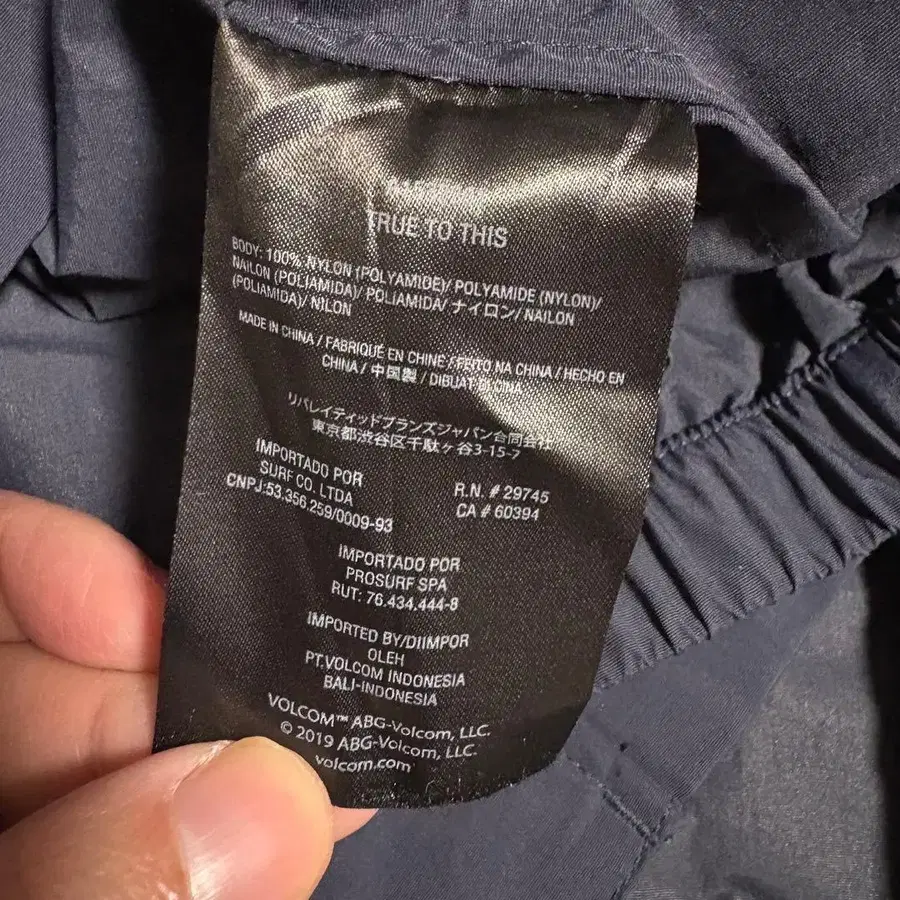 TRUE TO THIS
BODY: 100% NYLON (POLYAMIDE)/ POLYAMIDE (NYLON)/
NAILON (POLIAMIDA)/ POLIAMIDA/ ナイロン/ NAILON
(POLIAMIDA)/ NILON
MADE IN CHINA / FABRIQUÉ EN CHINE / FEITO NA CHINA / HECHO EN
CHINA / 中国製 / DIBUAT DI CINA
リバレイティッドブランズジャパン合同会社
東京都渋谷区千駄ヶ谷3-15-7
IMPORTADO POR
SURF CO. LTDA
CNPJ:53.356.259/0009-93
R.N. # 29745
CA # 60394
IMPORTADO POR
PROSURF SPA
RUT: 76.434.444-8
IMPORTED BY/DIIMPOR
OLEH
PT.VOLCOM INDONESIA
BALI-INDONESIA
VOLCOM™ ABG-Volcom, LLC.
© 2019 ABG-Volcom, LLC.
volcom.com